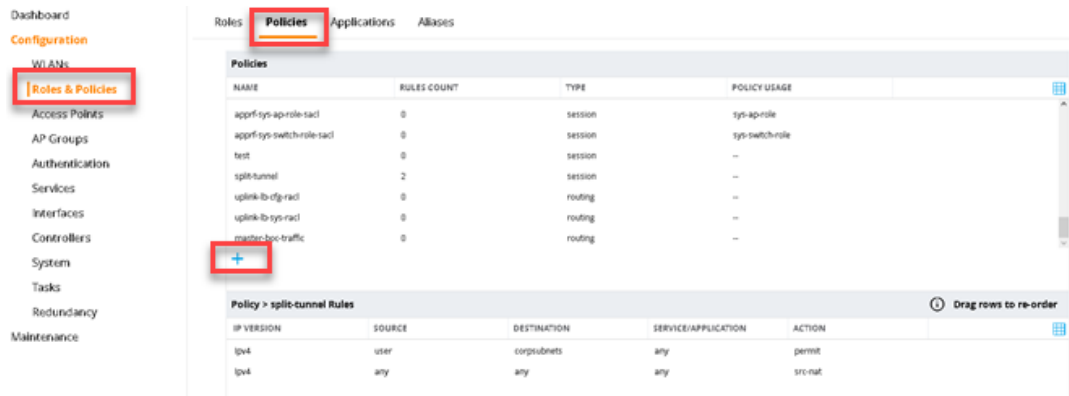 Dashboard
Configuration
WLANs
Roles & Policies
Access Points
AP Groups
Authentication
Services
Interfaces
Controllers
System
Tasks
Redundancy
Maintenance
Roles Policies Applications Aliases
Policies
NAME RULES COUNT TYPE POLICY USAGE
apprf-sys-ap-role-sacl 0 session sys-ap-role
apprf-sys-switch-role-sacl 0 session sys-switch-role
test 0 session --
split-tunnel 2 session --
uplink-lb-cfg-racl 0 routing --
uplink-lb-sys-racl 0 routing --
master-boc-traffic 0 routing --
+
Policy > split-tunnel Rules Drag rows to re-order
IP VERSION SOURCE DESTINATION SERVICE/APPLICATION ACTION
Ipv4 user corpsubnets any permit
Ipv4 any any any src-nat